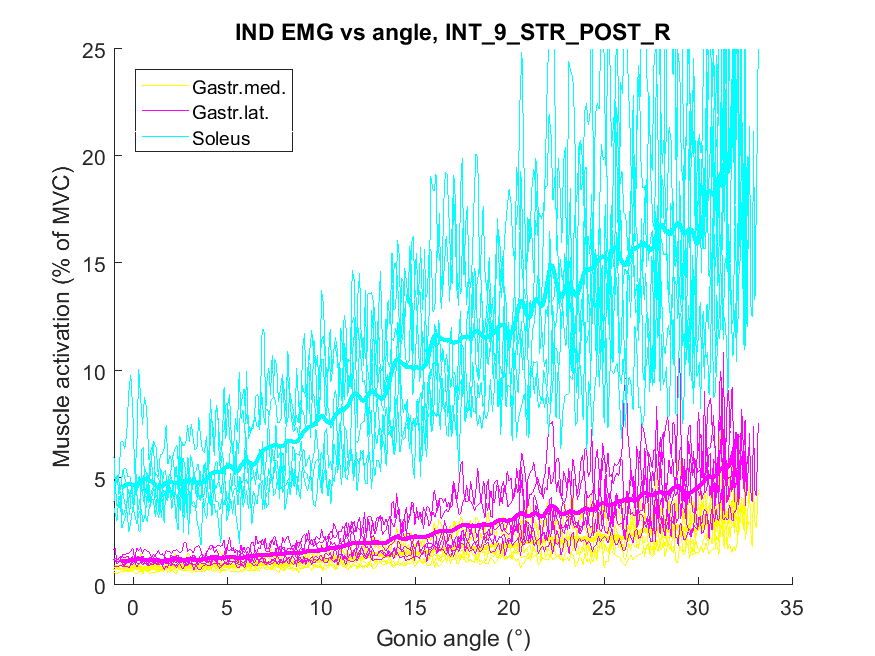 IND EMG vs angle, INT_9_STR_POST_R
25
20
15
10
5
0
Muscle activation (% of MVC)
Gastr.med.
Gastr.lat.
Soleus
0 5 10 15 20 25 30 35
Gonio angle (°)